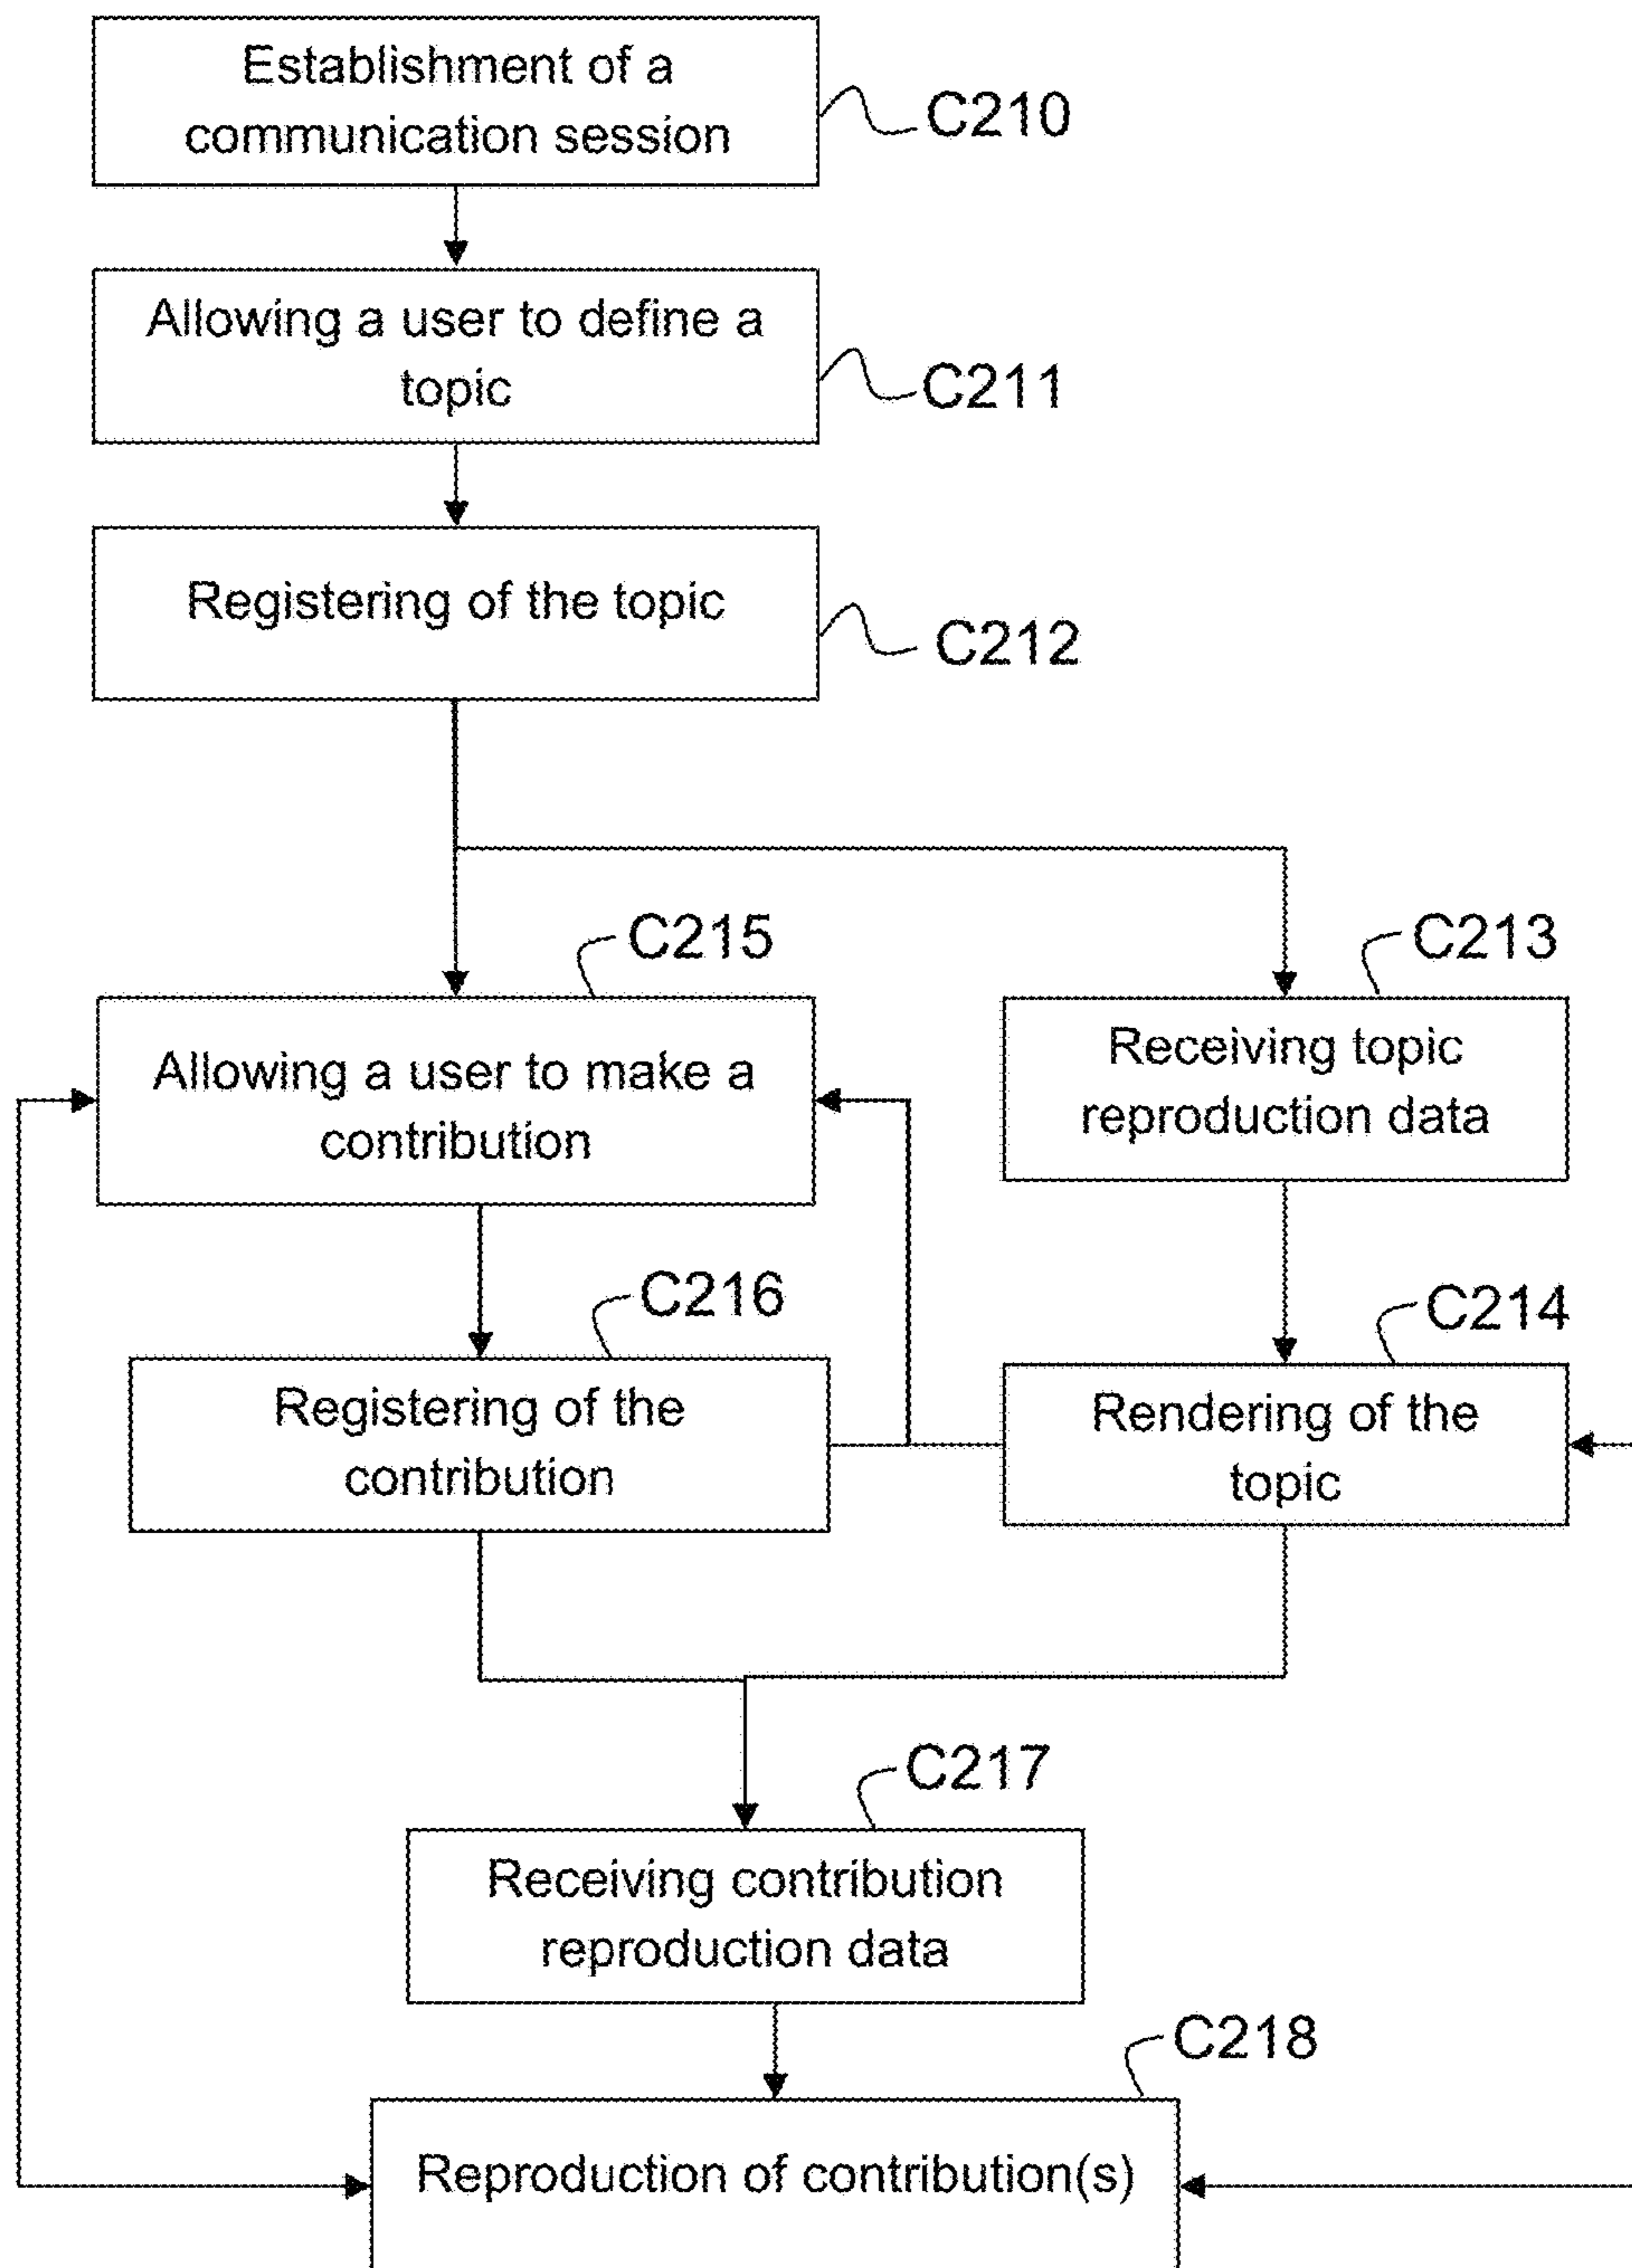 Establishment of a
communication session
C210
Allowing a user to define a
topic
C211
Registering of the topic
C212
C215
C213
Allowing a user to make a
contribution
Receiving topic
reproduction data
C216
C214
Registering of the
contribution
Rendering of the
topic
C217
Receiving contribution
reproduction data
C218
Reproduction of contribution(s)